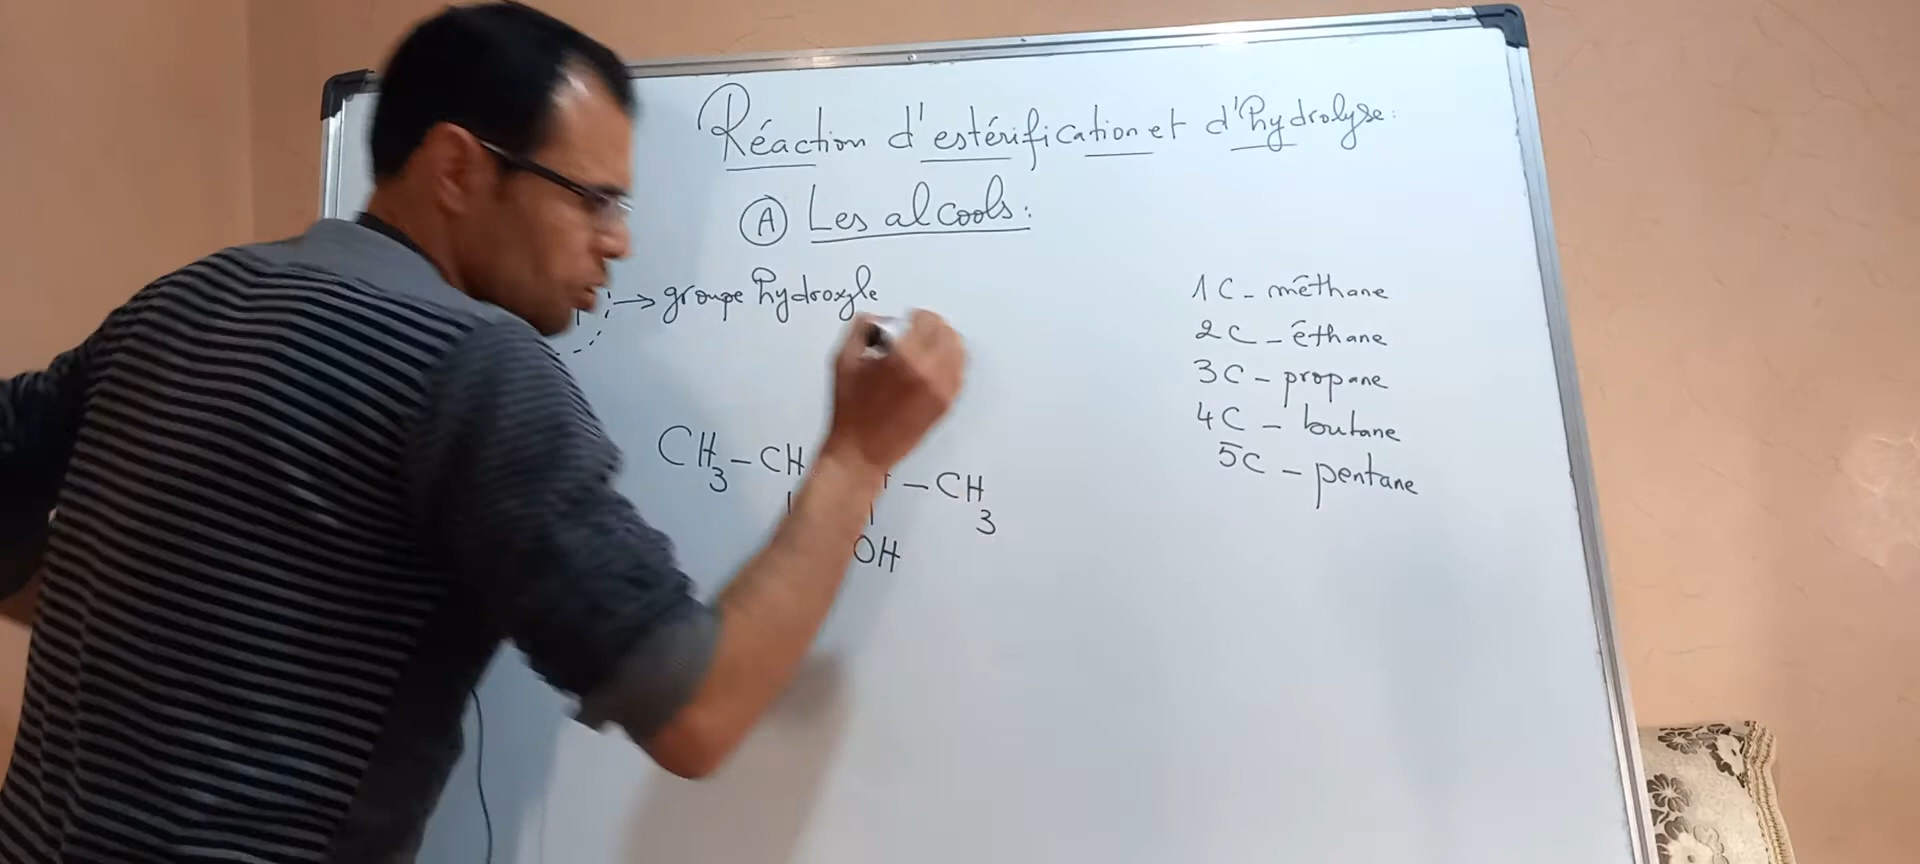 Réaction d'estérification et d'hydrolyse:
A Les alcools:
→ groupe hydroxyle
1C - méthane
2C - éthane
3C - propane
4C - boutane
5C - pentane
CH3 - CH - CH3
OH